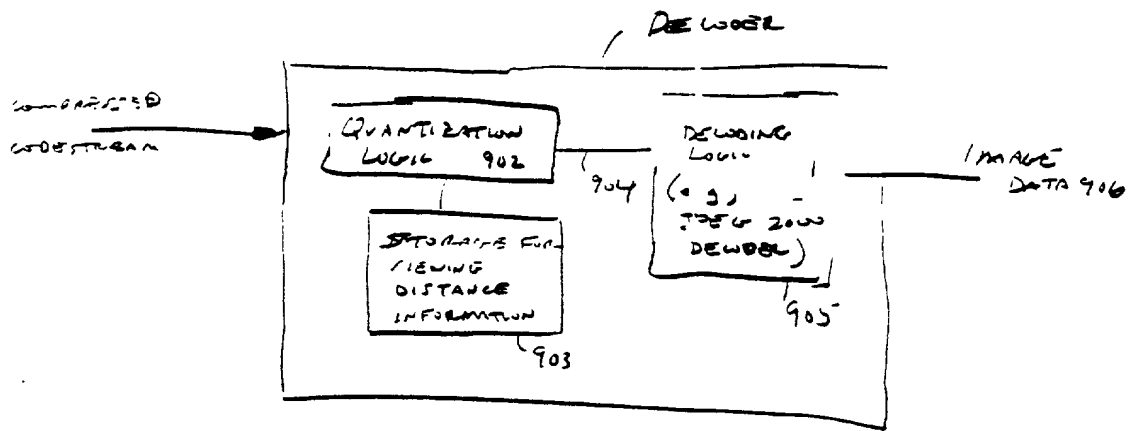 DECODER
COMPRESSED
CODESTREAM
QUANTIZATION
LOGIC 902
904
DECODING
LOGIC
(e.g.,
JPEG 2000
DECODER)
905
IMAGE
DATA 906
STORAGE FOR
VIEWING
DISTANCE
INFORMATION
903